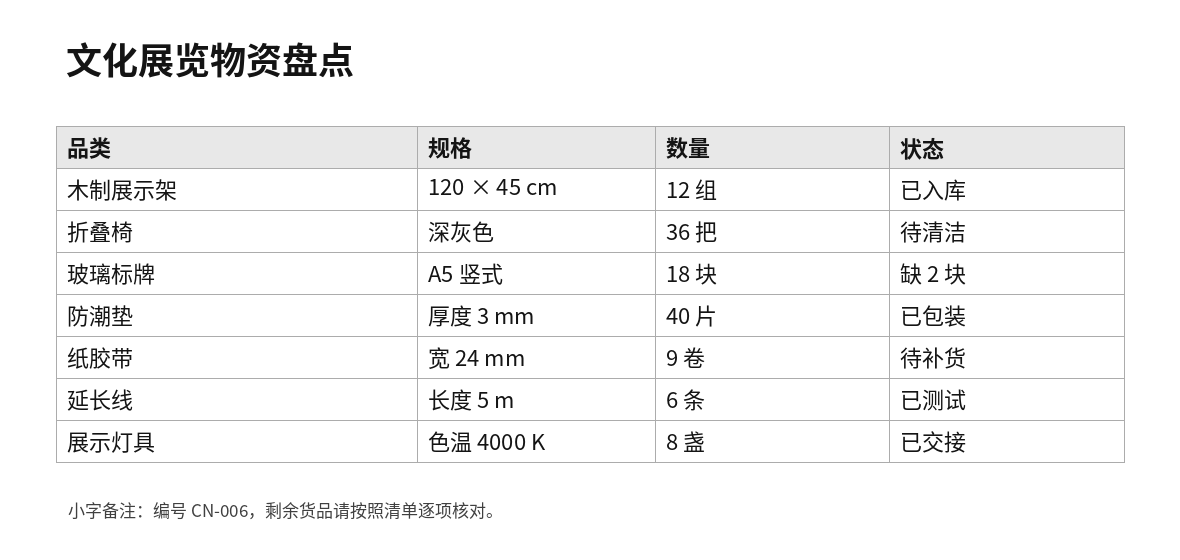 文化展览物资盘点
品类 规格 数量 状态
木制展示架 120 × 45 cm 12 组 已入库
折叠椅 深灰色 36 把 待清洁
玻璃标牌 A5 竖式 18 块 缺 2 块
防潮垫 厚度 3 mm 40 片 已包装
纸胶带 宽 24 mm 9 卷 待补货
延长线 长度 5 m 6 条 已测试
展示灯具 色温 4000 K 8 盏 已交接
小字备注：编号 CN-006，剩余货品请按照清单逐项核对。